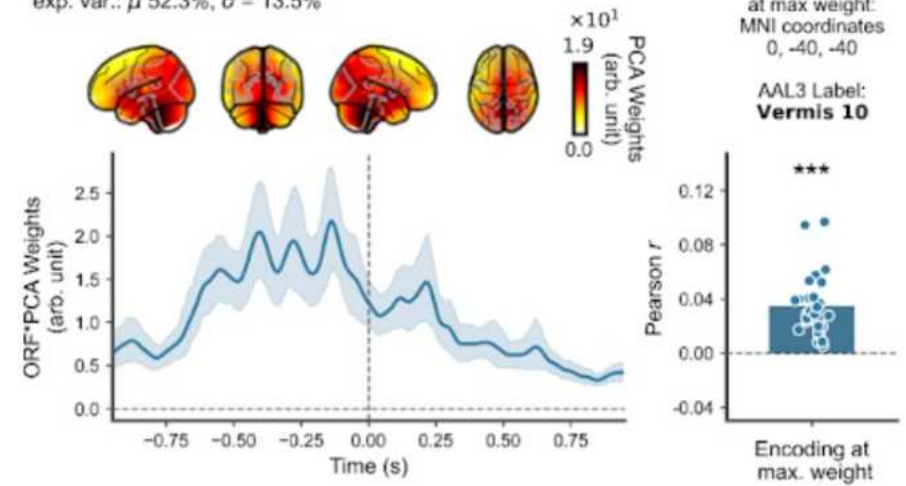 exp. var.: μ 52.3%, σ = 13.5%
×10¹
1.9
0.0
PCA Weights
(arb. unit)
at max weight:
MNI coordinates
0, -40, -40
AAL3 Label:
Vermis 10
ORF*PCA Weights
(arb. unit)
2.5
2.0
1.5
1.0
0.5
0.0
−0.75
−0.50
−0.25
0.00
0.25
0.50
0.75
Time (s)
Pearson r
***
0.12
0.08
0.04
0.00
-0.04
Encoding at
max. weight